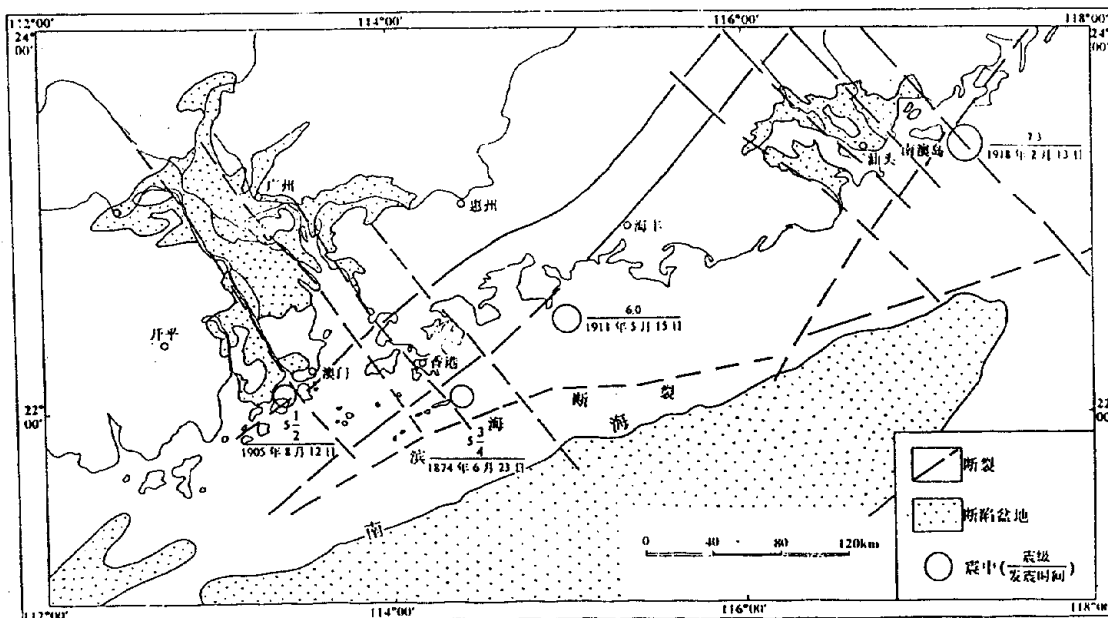 112°00′
114°00′
116°00′
118°00′
24°
00′
24°
00′
广州
惠州
汕头
南澳岛
7.3
1918年2月13日
海丰
6.0
1911年5月15日
开平
澳门
香港
5 1/2
1905年8月12日
5 3/4
1874年6月23日
滨
海
断
裂
22°
00′
22°
00′
南
海
断裂
断陷盆地
震中(震级/发震时间)
0 40 80 120km
112°00′
114°00′
116°00′
118°00′